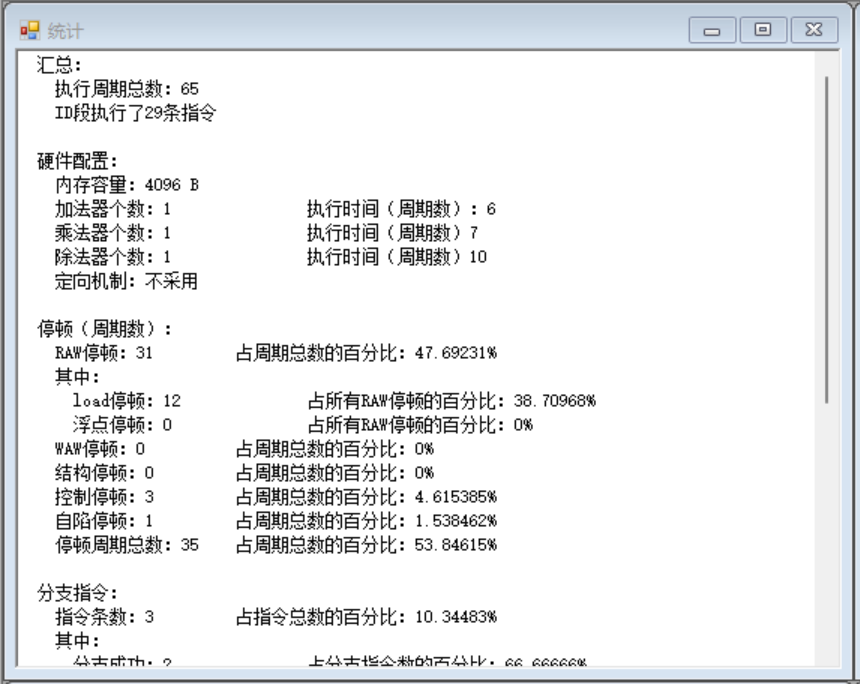 统计
汇总:
执行周期总数: 65
ID段执行了29条指令
硬件配置:
内存容量: 4096 B
加法器个数: 1 执行时间（周期数）: 6
乘法器个数: 1 执行时间（周期数）7
除法器个数: 1 执行时间（周期数）10
定向机制: 不采用
停顿（周期数）:
RAW停顿: 31 占周期总数的百分比: 47.69231%
其中:
load停顿: 12 占所有RAW停顿的百分比: 38.70968%
浮点停顿: 0 占所有RAW停顿的百分比: 0%
WAW停顿: 0 占周期总数的百分比: 0%
结构停顿: 0 占周期总数的百分比: 0%
控制停顿: 3 占周期总数的百分比: 4.615385%
自陷停顿: 1 占周期总数的百分比: 1.538462%
停顿周期总数: 35 占周期总数的百分比: 53.84615%
分支指令:
指令条数: 3 占指令总数的百分比: 10.34483%
其中:
分支成功: 2 占分支指令数的百分比: 66.66666%